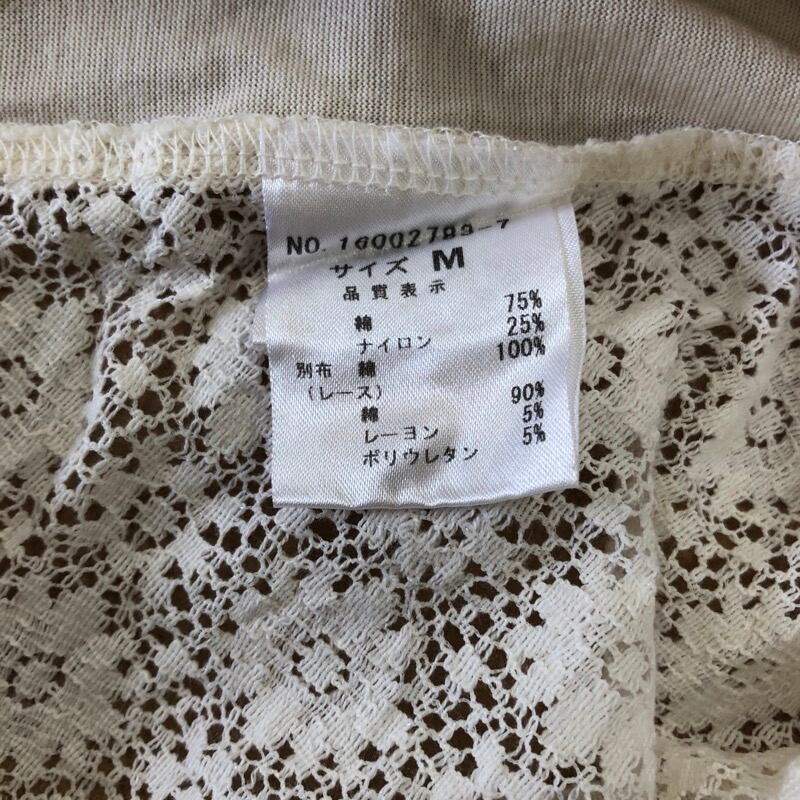 NO. 16002799-7
サイズ M
品質表示
綿 75%
ナイロン 25%
別布 綿 100%
(レース)
綿 90%
レーヨン 5%
ポリウレタン 5%